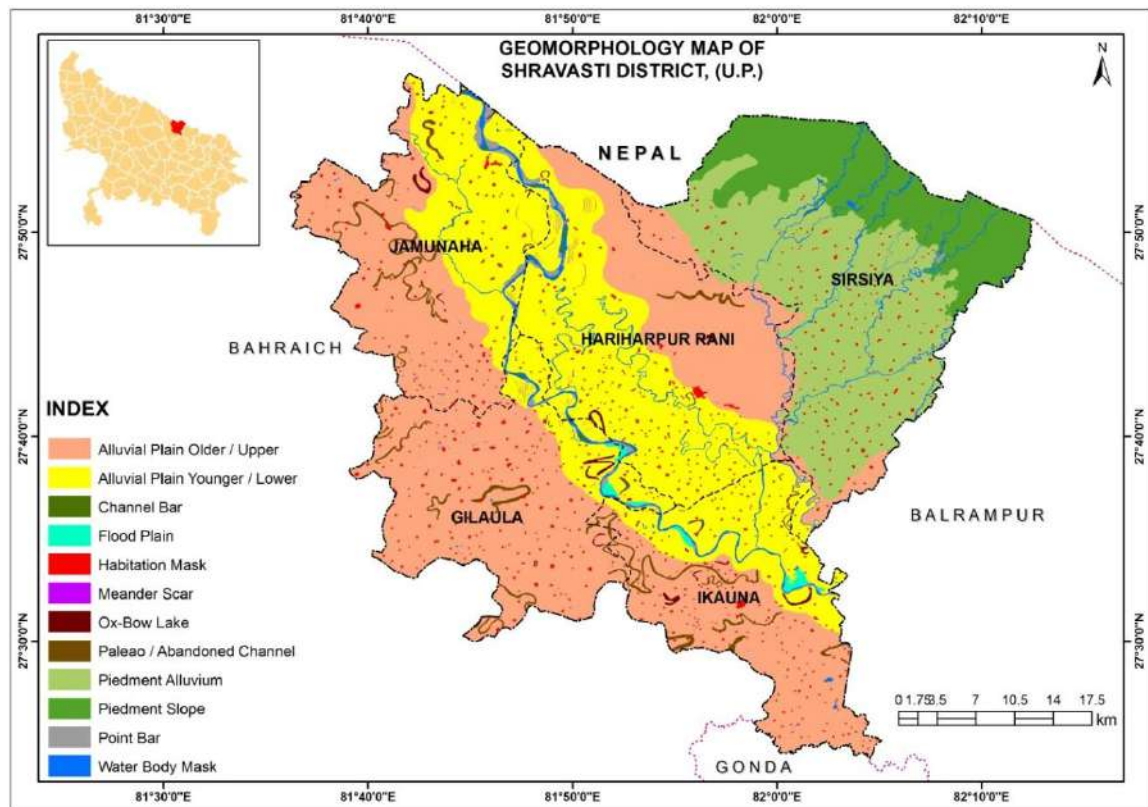 81°30'0"E 81°40'0"E 81°50'0"E 82°0'0"E 82°10'0"E
GEOMORPHOLOGY MAP OF
SHRAVASTI DISTRICT, (U.P.)
N
NEPAL
27°50'0"N 27°50'0"N
JAMUNAHA
SIRSIYA
HARIHARPUR RANI
BAHRAICH
27°40'0"N 27°40'0"N
GILAULA
BALRAMPUR
IKAUNA
27°30'0"N 27°30'0"N
GONDA
INDEX
Alluvial Plain Older / Upper
Alluvial Plain Younger / Lower
Channel Bar
Flood Plain
Habitation Mask
Meander Scar
Ox-Bow Lake
Paleao / Abandoned Channel
Piedment Alluvium
Piedment Slope
Point Bar
Water Body Mask
0 1.75 3.5 7 10.5 14 17.5
km
81°30'0"E 81°40'0"E 81°50'0"E 82°0'0"E 82°10'0"E